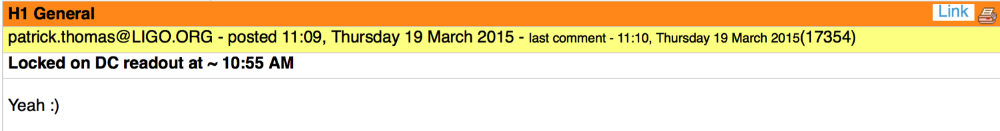 H1 General Link
patrick.thomas@LIGO.ORG - posted 11:09, Thursday 19 March 2015 - last comment - 11:10, Thursday 19 March 2015(17354)
Locked on DC readout at ~ 10:55 AM
Yeah :)